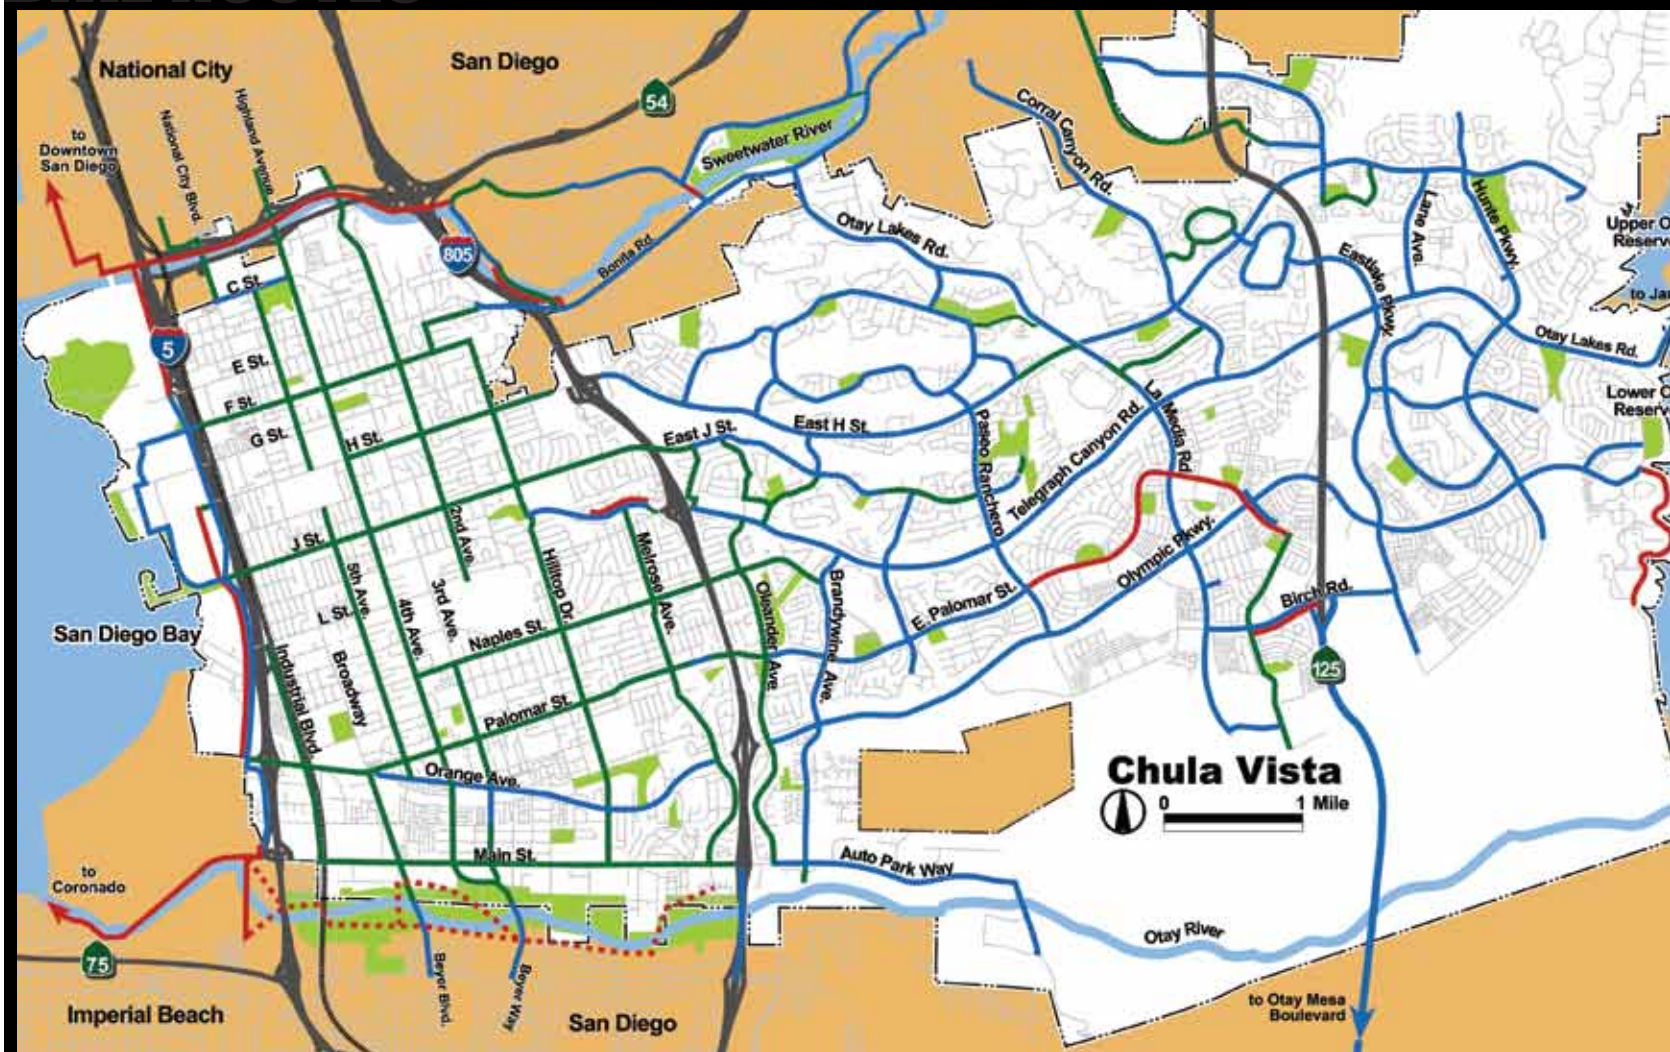 National City
San Diego
54
to
Downtown
San Diego
National City Blvd.
Highland Avenue
Sweetwater River
Corral Canyon Rd.
Otay Lakes Rd.
Bonita Rd.
805
Lane Ave.
Hunte Pkwy.
Eastlake Pkwy.
Upper O
Reserv
to Ja
Otay Lakes Rd.
Lower O
Reserv
C St.
5
E St.
F St.
G St.
H St.
East J St.
East H St.
Paseo Ranchero
Telegraph Canyon Rd.
La Media Rd.
J St.
2nd Ave.
Hilltop Dr.
Melrose Ave.
Oleander Ave.
Brandywine Ave.
E. Palomar St.
Olympic Pkwy.
Birch Rd.
San Diego Bay
L St.
5th Ave.
4th Ave.
3rd Ave.
Naples St.
Industrial Blvd.
Broadway
Palomar St.
125
Orange Ave.
Chula Vista
0
1 Mile
Main St.
Auto Park Way
to
Coronado
75
Otay River
Beyer Blvd.
Beyer Way
Imperial Beach
San Diego
to Otay Mesa
Boulevard